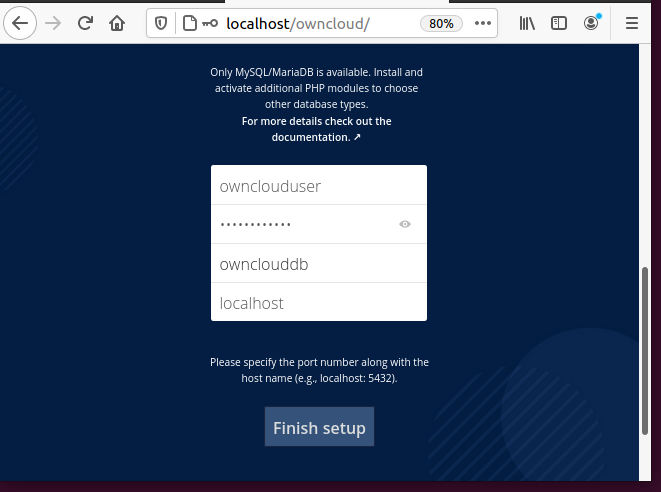 localhost/owncloud/
80%
Only MySQL/MariaDB is available. Install and
activate additional PHP modules to choose
other database types.
For more details check out the
documentation. ↗
ownclouduser
••••••••••••
ownclouddb
localhost
Please specify the port number along with the
host name (e.g., localhost: 5432).
Finish setup